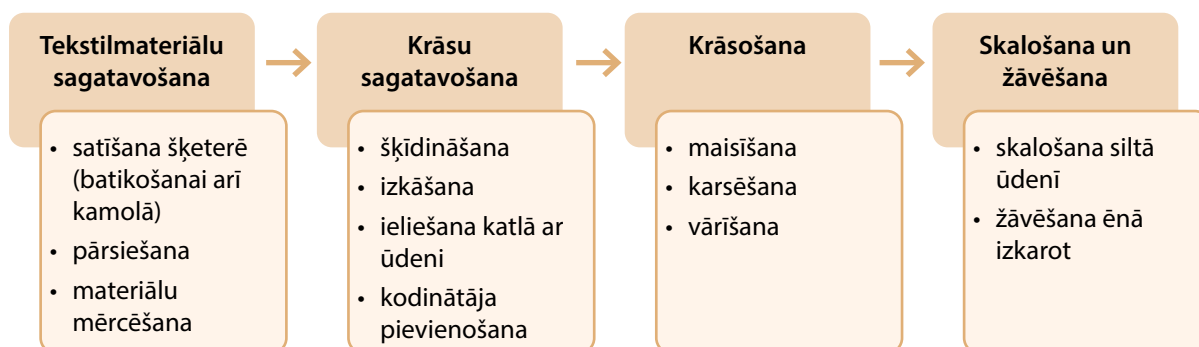 Tekstilmateriālu
sagatavošana
• satīšana šķeterē
(batikošanai arī
kamolā)
• pārsiešana
• materiālu
mērcēšana
Krāsu
sagatavošana
• šķīdināšana
• izkāšana
• ieliešana katlā ar
ūdeni
• kodinātāja
pievienošana
Krāsošana
• maisīšana
• karsēšana
• vārīšana
Skalošana un
žāvēšana
• skalošana siltā
ūdenī
• žāvēšana ēnā
izkarot